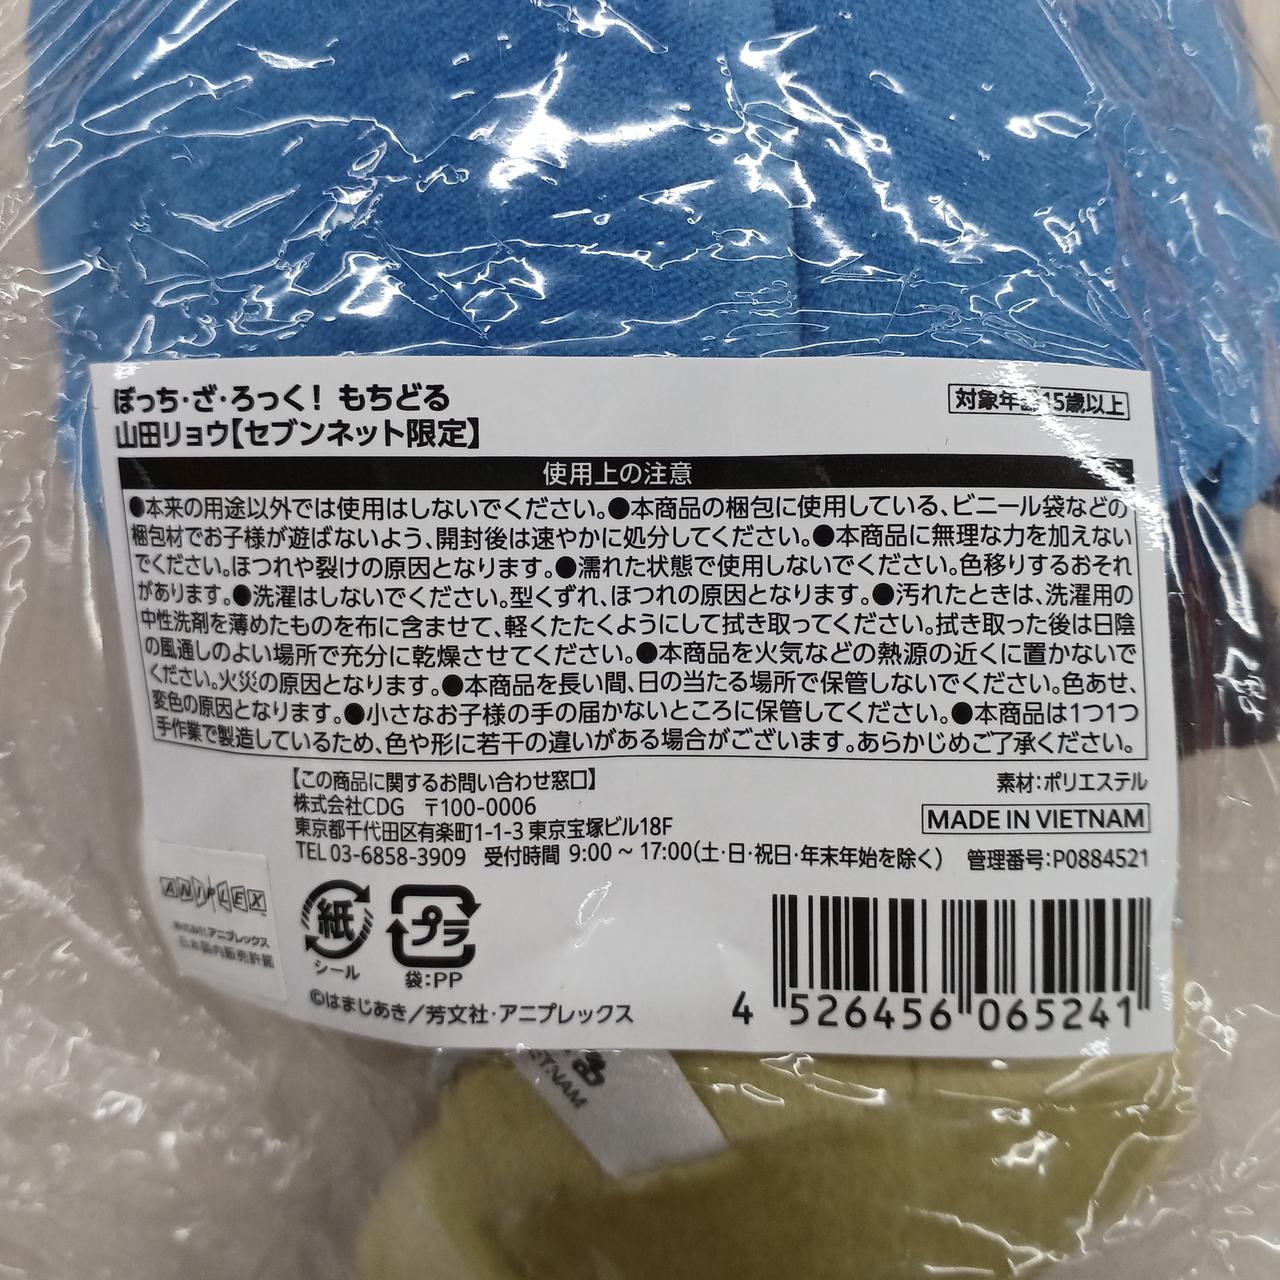 ぼっち・ざ・ろっく! もちどる
山田リョウ【セブンネット限定】
対象年齢15歳以上
使用上の注意
●本来の用途以外では使用はしないでください。●本商品の梱包に使用している、ビニール袋などの
梱包材でお子様が遊ばないよう、開封後は速やかに処分してください。●本商品に無理な力を加えない
でください。ほつれや裂けの原因となります。●濡れた状態で使用しないでください。色移りするおそれ
があります。●洗濯はしないでください。型くずれ、ほつれの原因となります。●汚れたときは、洗濯用の
中性洗剤を薄めたものを布に含ませて、軽くたたくようにして拭き取ってください。拭き取った後は日陰
の風通しのよい場所で充分に乾燥させてください。●本商品を火気などの熱源の近くに置かないで
ください。火災の原因となります。●本商品を長い間、日の当たる場所で保管しないでください。色あせ、
変色の原因となります。●小さなお子様の手の届かないところに保管してください。●本商品は1つ1つ
手作業で製造しているため、色や形に若干の違いがある場合がございます。あらかじめご了承ください。
【この商品に関するお問い合わせ窓口】
株式会社CDG 〒100-0006
東京都千代田区有楽町1-1-3 東京宝塚ビル18F
TEL 03-6858-3909 受付時間 9:00~17:00(土・日・祝日・年末年始を除く)
素材:ポリエステル
MADE IN VIETNAM
管理番号:P0884521
ANIPLEX
株式会社アニプレックス
日本国内販売許諾
紙
シール
プラ
袋:PP
©はまじあき/芳文社・アニプレックス
4 526456 065241
VIETNAM